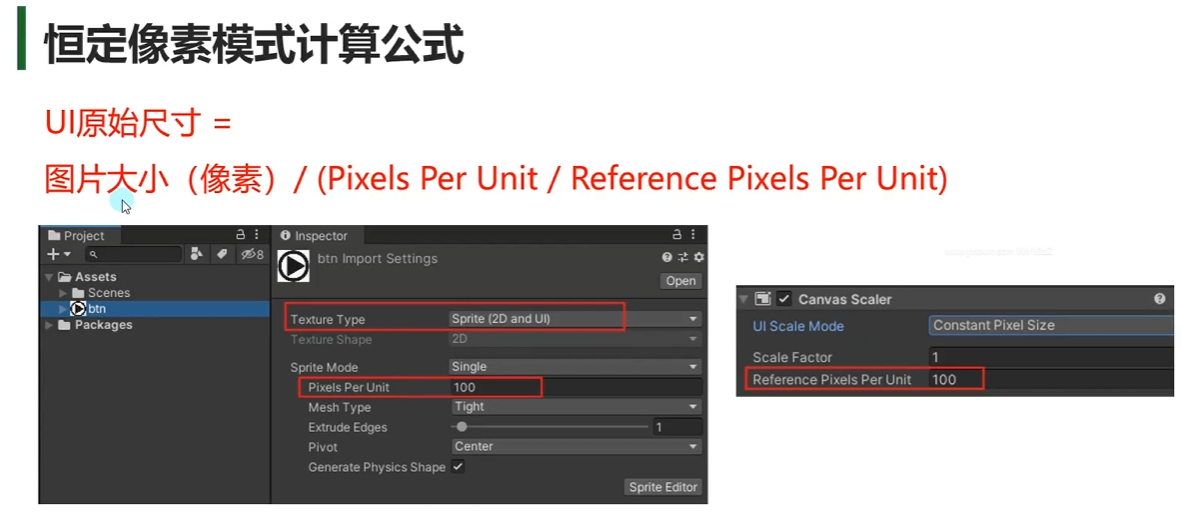 恒定像素模式计算公式
UI原始尺寸 =
图片大小（像素）/ (Pixels Per Unit / Reference Pixels Per Unit)
Project
8
Assets
Scenes
btn
Packages
Inspector
btn Import Settings
Open
Texture Type Sprite (2D and UI)
Texture Shape 2D
Sprite Mode Single
Pixels Per Unit 100
Mesh Type Tight
Extrude Edges 1
Pivot Center
Generate Physics Shape
Sprite Editor
Canvas Scaler
UI Scale Mode Constant Pixel Size
Scale Factor 1
Reference Pixels Per Unit 100